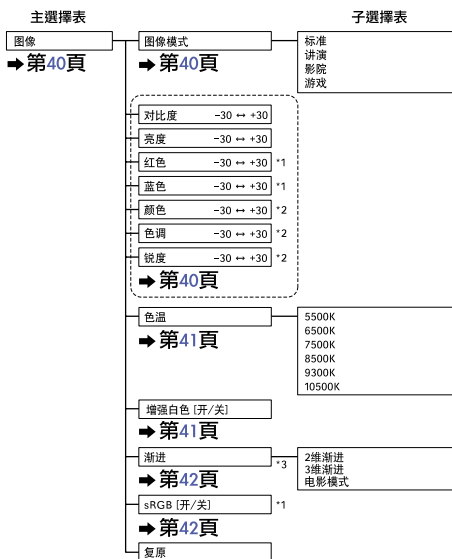 主選擇表
子選擇表
图像
➡ 第40頁
图像模式
➡ 第40頁
标准
讲演
影院
游戏
对比度 −30 ↔ +30
亮度 −30 ↔ +30
红色 −30 ↔ +30 *1
蓝色 −30 ↔ +30 *1
颜色 −30 ↔ +30 *2
色调 −30 ↔ +30 *2
锐度 −30 ↔ +30 *2
➡ 第40頁
色温
➡ 第41頁
5500K
6500K
7500K
8500K
9300K
10500K
增强白色 [开/关]
➡ 第41頁
渐进 *3
➡ 第42頁
2维渐进
3维渐进
电影模式
sRGB [开/关] *1
➡ 第42頁
复原